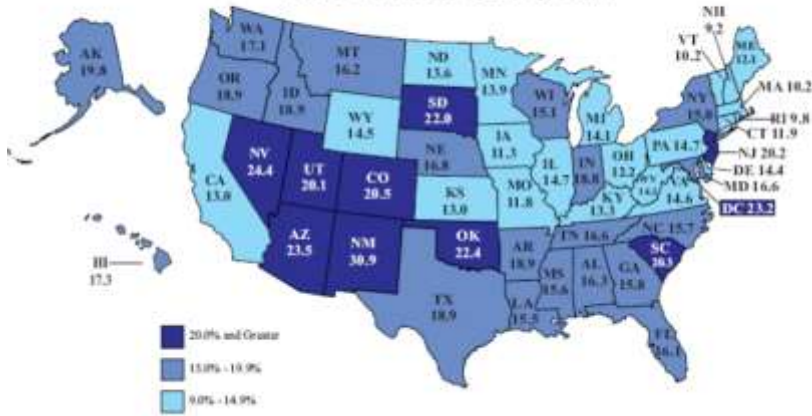 AK
19.8
WA
17.1
OR
18.9
CA
13.0
ID
18.9
NV
24.4
MT
16.2
WY
14.5
UT
20.1
AZ
23.5
CO
20.5
NM
30.9
ND
13.6
SD
22.0
NE
16.8
KS
13.0
OK
22.4
TX
18.9
MN
13.9
IA
11.3
MO
11.8
AR
18.9
LA
15.5
WI
15.1
IL
14.7
MI
14.1
IN
18.8
OH
12.2
KY
13.3
TN 16.6
MS
15.6
AL
16.3
GA
15.8
FL
16.1
SC
20.5
NC 15.7
VA
14.6
WV
PA 14.7
NY
15.0
VT
10.2
NH
9.2
ME
12.1
MA 10.2
RI 9.8
CT 11.9
NJ 20.2
DE 14.4
MD 16.6
DC 23.2
HI
17.3
20.0% and Greater
15.0% - 19.9%
9.0% - 14.9%